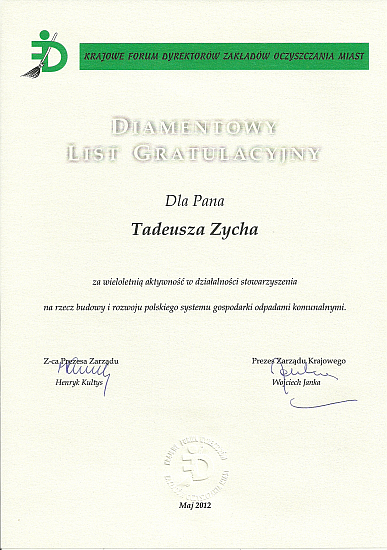 KRAJOWE FORUM DYREKTORÓW ZAKŁADÓW OCZYSZCZANIA MIAST
DIAMENTOWY
LIST GRATULACYJNY
Dla Pana
Tadeusza Zycha
za wieloletnią aktywność w działalności stowarzyszenia
na rzecz budowy i rozwoju polskiego systemu gospodarki odpadami komunalnymi.
Z-ca Prezesa Zarządu
Henryk Kultys
Prezes Zarządu Krajowego
Wojciech Janka
Maj 2012